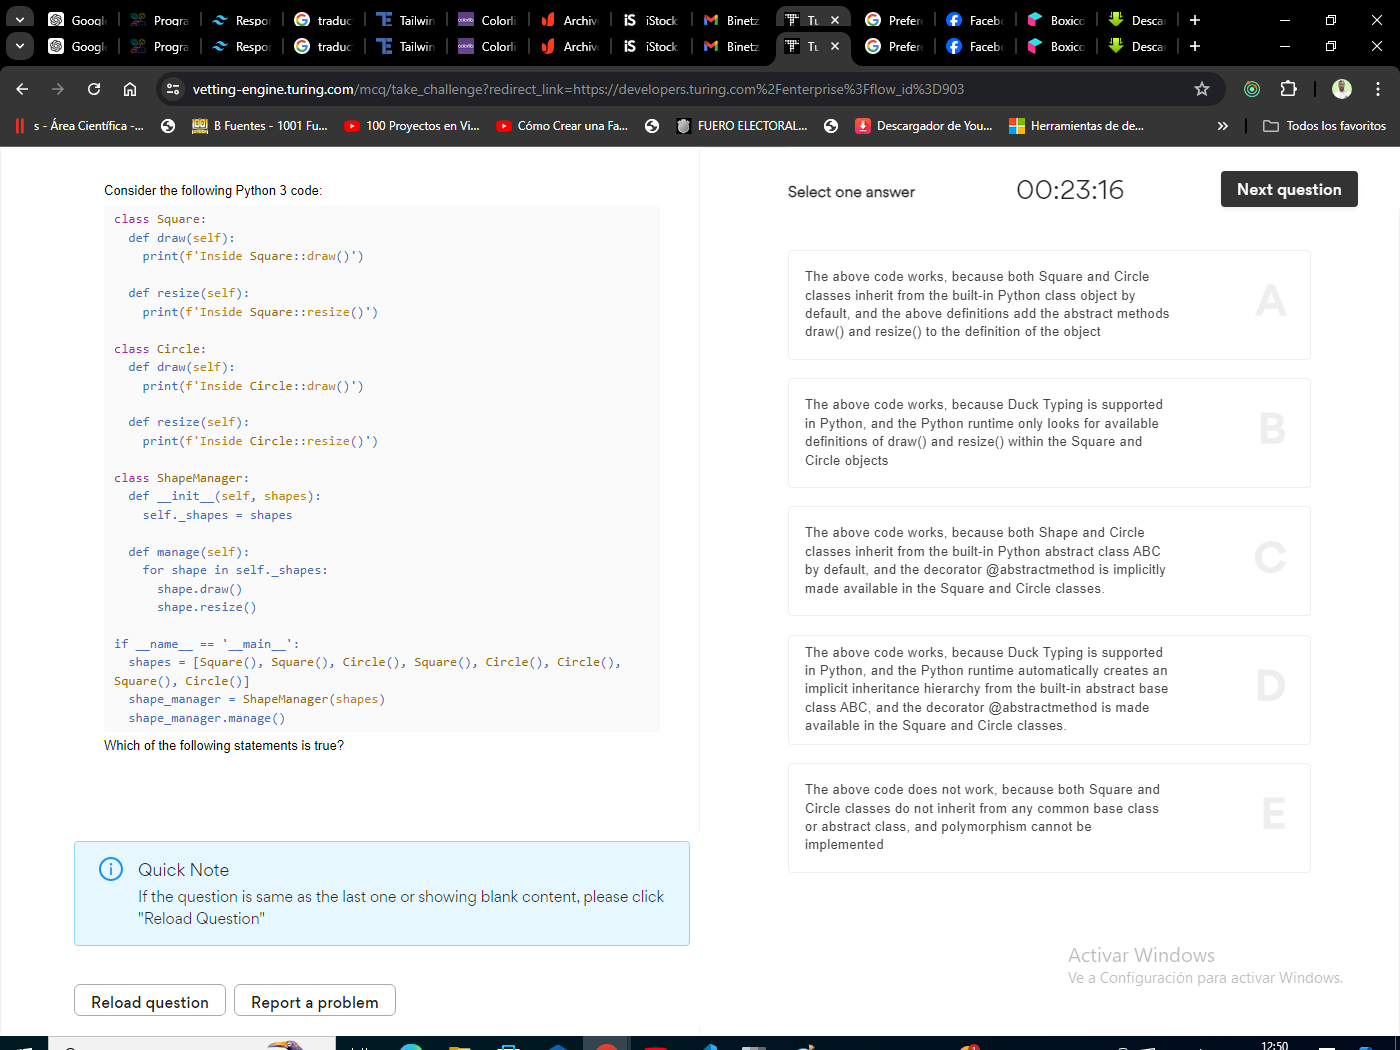 Googl
Progra
Respor
traduc
Tailwin
Colorli
Archiv
iS iStock
Binetz
Tu
Prefer
Faceb
Boxico
Desca
Googl
Progra
Respor
traduc
Tailwin
Colorli
Archiv
iS iStock
Binetz
Tu
Prefer
Faceb
Boxico
Desca
vetting-engine.turing.com/mcq/take_challenge?redirect_link=https://developers.turing.com%2Fenterprise%3Fflow_id%3D903
s - Área Científica -...
B Fuentes - 1001 Fu...
100 Proyectos en Vi...
Cómo Crear una Fa...
FUERO ELECTORAL...
Descargador de You...
Herramientas de de...
Todos los favoritos
Consider the following Python 3 code:
class Square:
def draw(self):
print(f'Inside Square::draw()')
def resize(self):
print(f'Inside Square::resize()')
class Circle:
def draw(self):
print(f'Inside Circle::draw()')
def resize(self):
print(f'Inside Circle::resize()')
class ShapeManager:
def __init__(self, shapes):
self._shapes = shapes
def manage(self):
for shape in self._shapes:
shape.draw()
shape.resize()
if __name__ == '__main__':
shapes = [Square(), Square(), Circle(), Square(), Circle(), Circle(),
Square(), Circle()]
shape_manager = ShapeManager(shapes)
shape_manager.manage()
Which of the following statements is true?
Quick Note
If the question is same as the last one or showing blank content, please click
"Reload Question"
Reload question
Report a problem
Select one answer
00:23:16
Next question
The above code works, because both Square and Circle
classes inherit from the built-in Python class object by
default, and the above definitions add the abstract methods
draw() and resize() to the definition of the object
A
The above code works, because Duck Typing is supported
in Python, and the Python runtime only looks for available
definitions of draw() and resize() within the Square and
Circle objects
B
The above code works, because both Shape and Circle
classes inherit from the built-in Python abstract class ABC
by default, and the decorator @abstractmethod is implicitly
made available in the Square and Circle classes.
C
The above code works, because Duck Typing is supported
in Python, and the Python runtime automatically creates an
implicit inheritance hierarchy from the built-in abstract base
class ABC, and the decorator @abstractmethod is made
available in the Square and Circle classes.
D
The above code does not work, because both Square and
Circle classes do not inherit from any common base class
or abstract class, and polymorphism cannot be
implemented
E
Activar Windows
Ve a Configuración para activar Windows.
12:50